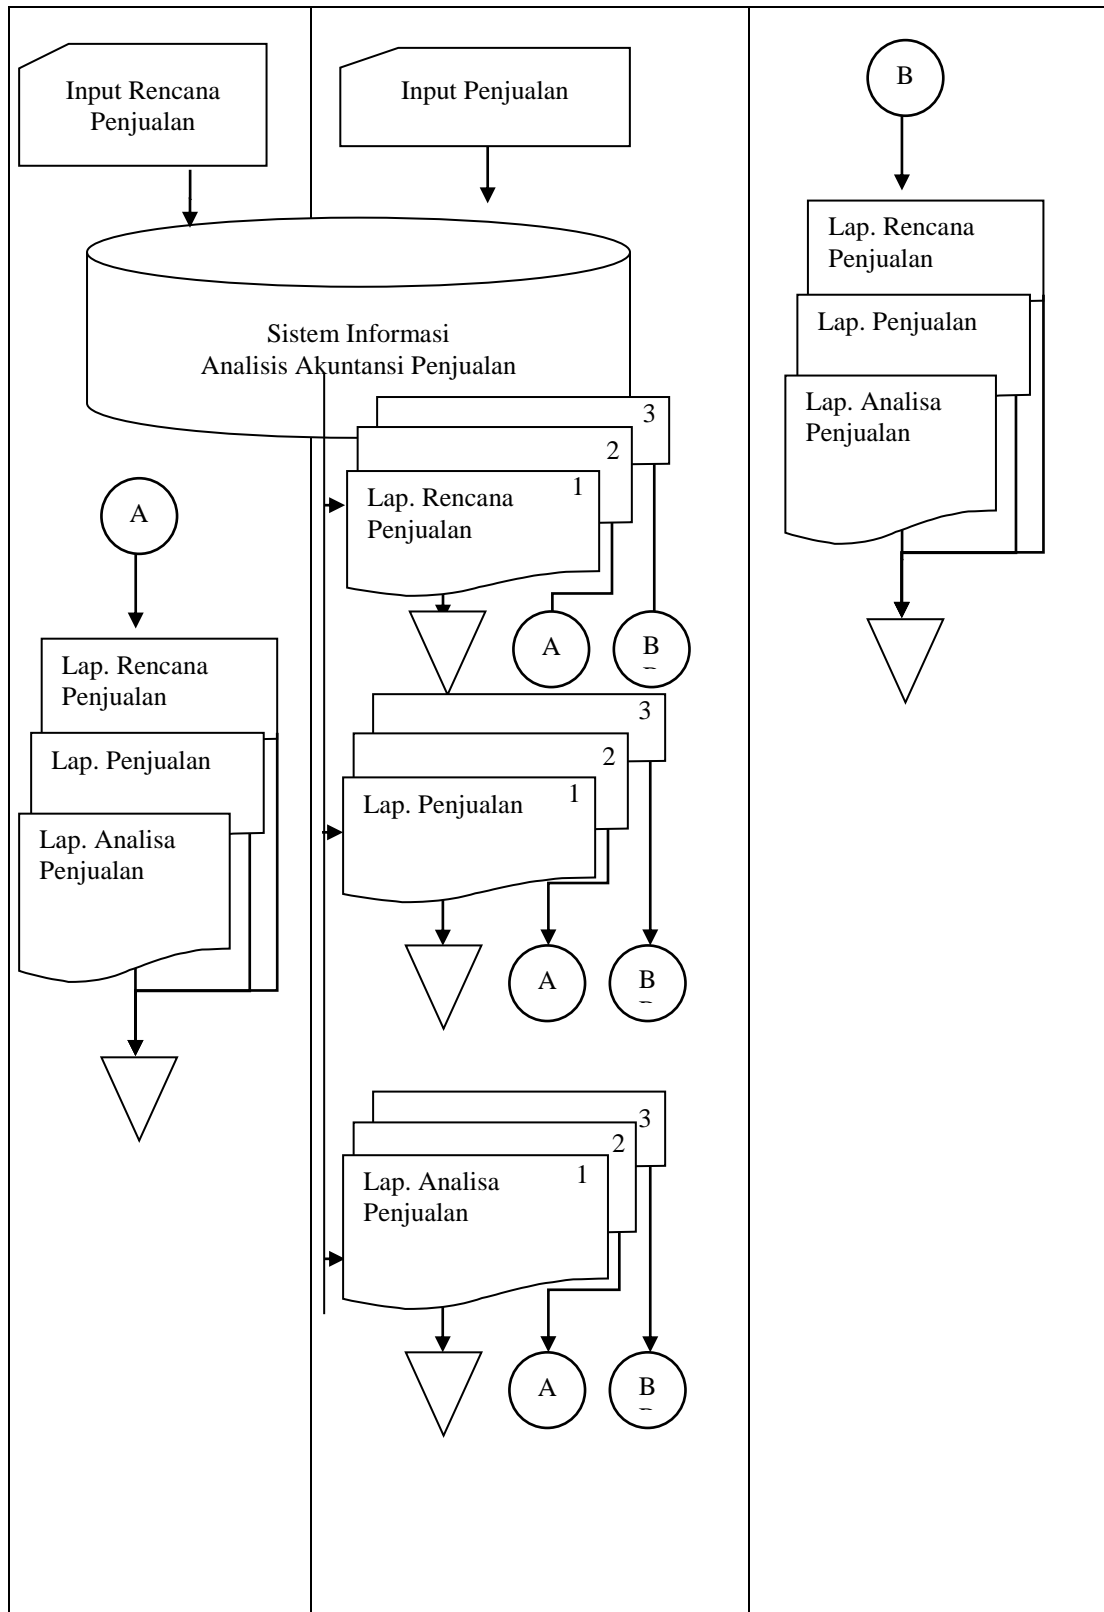 Input Rencana
Penjualan
Input Penjualan
B
Sistem Informasi
Analisis Akuntansi Penjualan
Lap. Rencana
Penjualan
Lap. Penjualan
Lap. Analisa
Penjualan
3
2
1
Lap. Rencana
Penjualan
A
B
A
Lap. Rencana
Penjualan
Lap. Penjualan
Lap. Analisa
Penjualan
3
2
1
Lap. Penjualan
A
B
3
2
1
Lap. Analisa
Penjualan
A
B